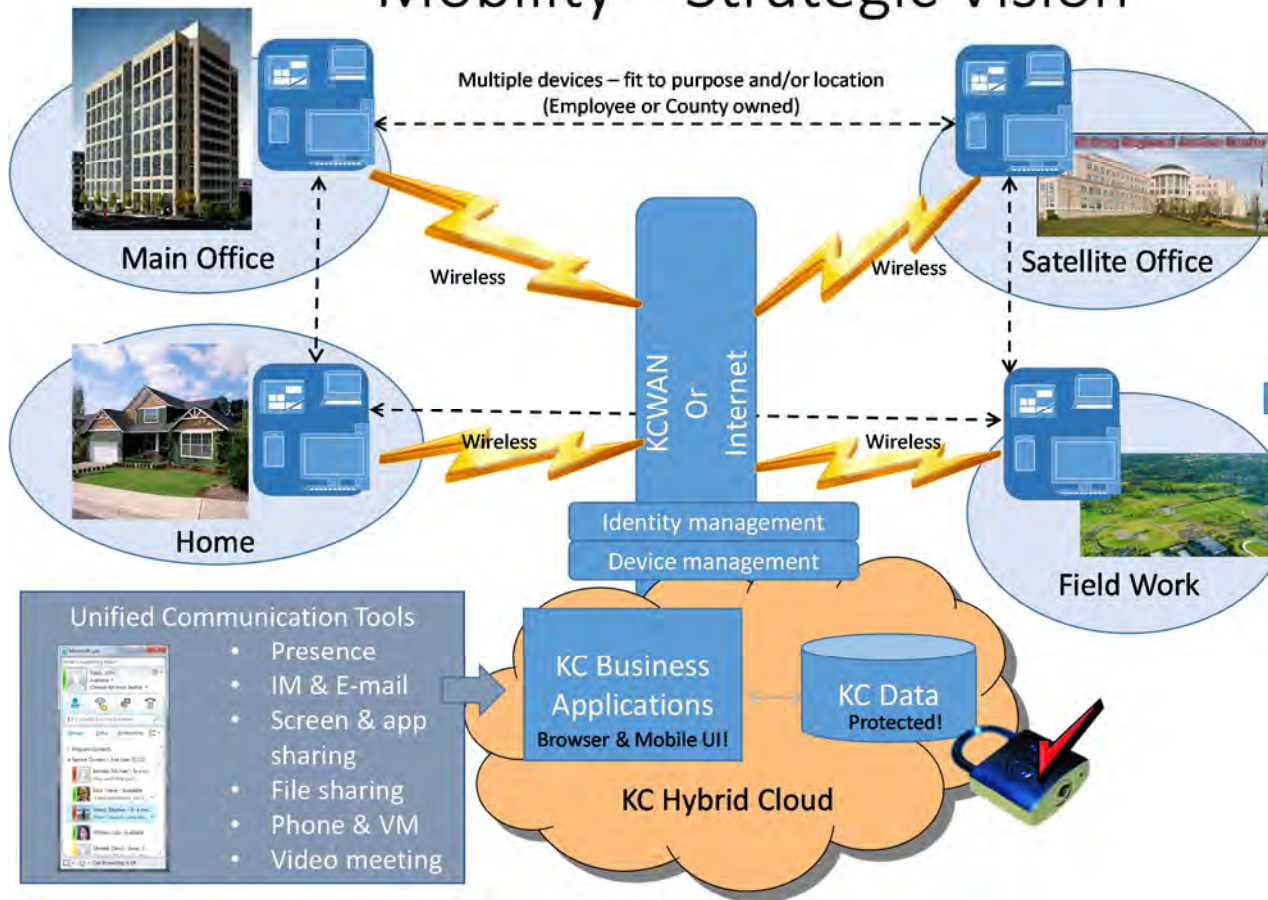 Mobility – Strategic Vision
Multiple devices – fit to purpose and/or location
(Employee or County owned)
Main Office
Wireless
Wireless
Satellite Office
KCWAN
Or
Internet
Home
Wireless
Wireless
Field Work
Identity management
Device management
Unified Communication Tools
• Presence
• IM & E-mail
• Screen & app
sharing
• File sharing
• Phone & VM
• Video meeting
KC Business
Applications
Browser & Mobile UI!
KC Data
Protected!
KC Hybrid Cloud